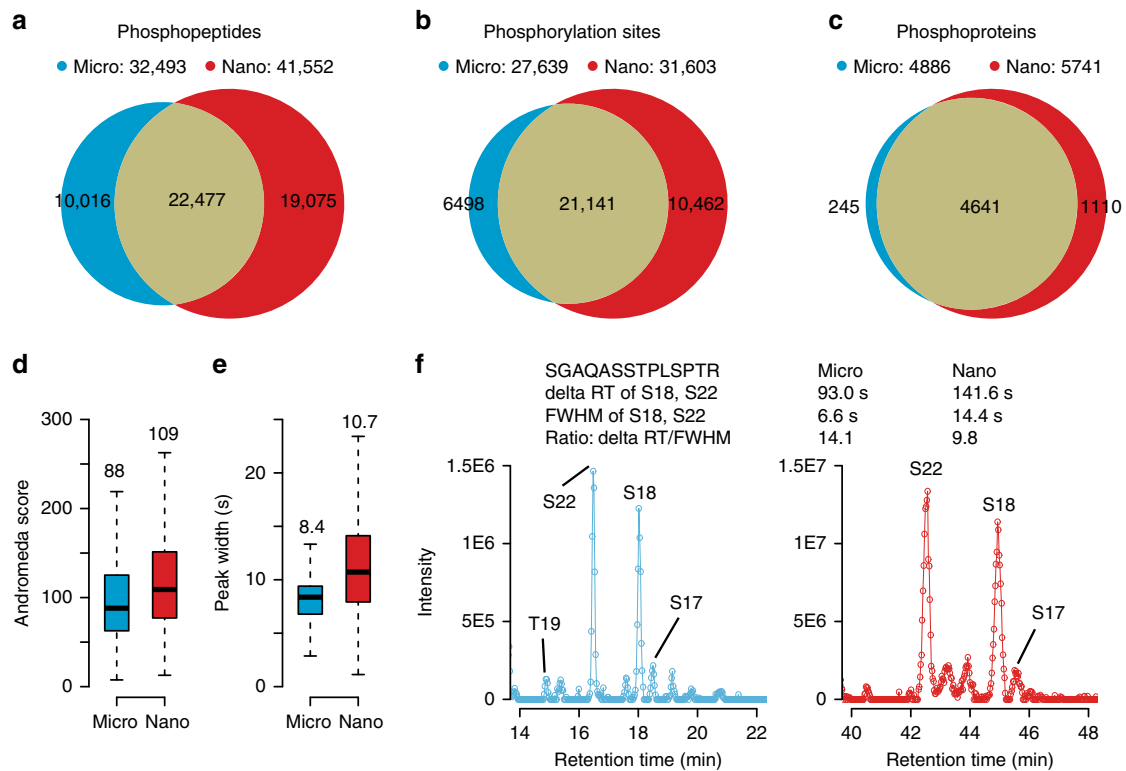 a
Phosphopeptides
Micro: 32,493 Nano: 41,552
10,016
22,477
19,075
b
Phosphorylation sites
Micro: 27,639 Nano: 31,603
6498
21,141
10,462
c
Phosphoproteins
Micro: 4886 Nano: 5741
245
4641
1110
d
Andromeda score
300
200
100
0
88
109
Micro Nano
e
Peak width (s)
20
10
0
8.4
10.7
Micro Nano
f
SGAQASSTPLSPTR Micro Nano
delta RT of S18, S22 93.0 s 141.6 s
FWHM of S18, S22 6.6 s 14.4 s
Ratio: delta RT/FWHM 14.1 9.8
Intensity
1.5E6
1E6
5E5
0
S22
S18
T19
S17
14 16 18 20 22
Retention time (min)
1.5E7
1E7
5E6
0
S22
S18
S17
40 42 44 46 48
Retention time (min)